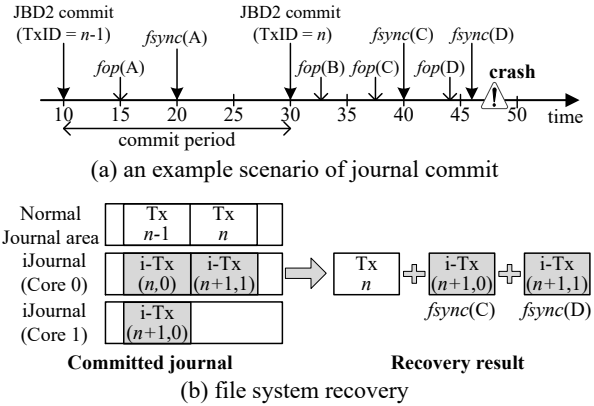 JBD2 commit
(TxID = n-1)
fsync(A)
JBD2 commit
(TxID = n)
fsync(C)
fsync(D)
fop(A)
fop(B)
fop(C)
fop(D)
crash
!
10
15
20
25
30
35
40
45
50
time
commit period
(a) an example scenario of journal commit
Normal
Journal area
Tx
n-1
Tx
n
iJournal
(Core 0)
i-Tx
(n,0)
i-Tx
(n+1,1)
iJournal
(Core 1)
i-Tx
(n+1,0)
Tx
n
i-Tx
(n+1,0)
i-Tx
(n+1,1)
fsync(C)
fsync(D)
Committed journal
Recovery result
(b) file system recovery